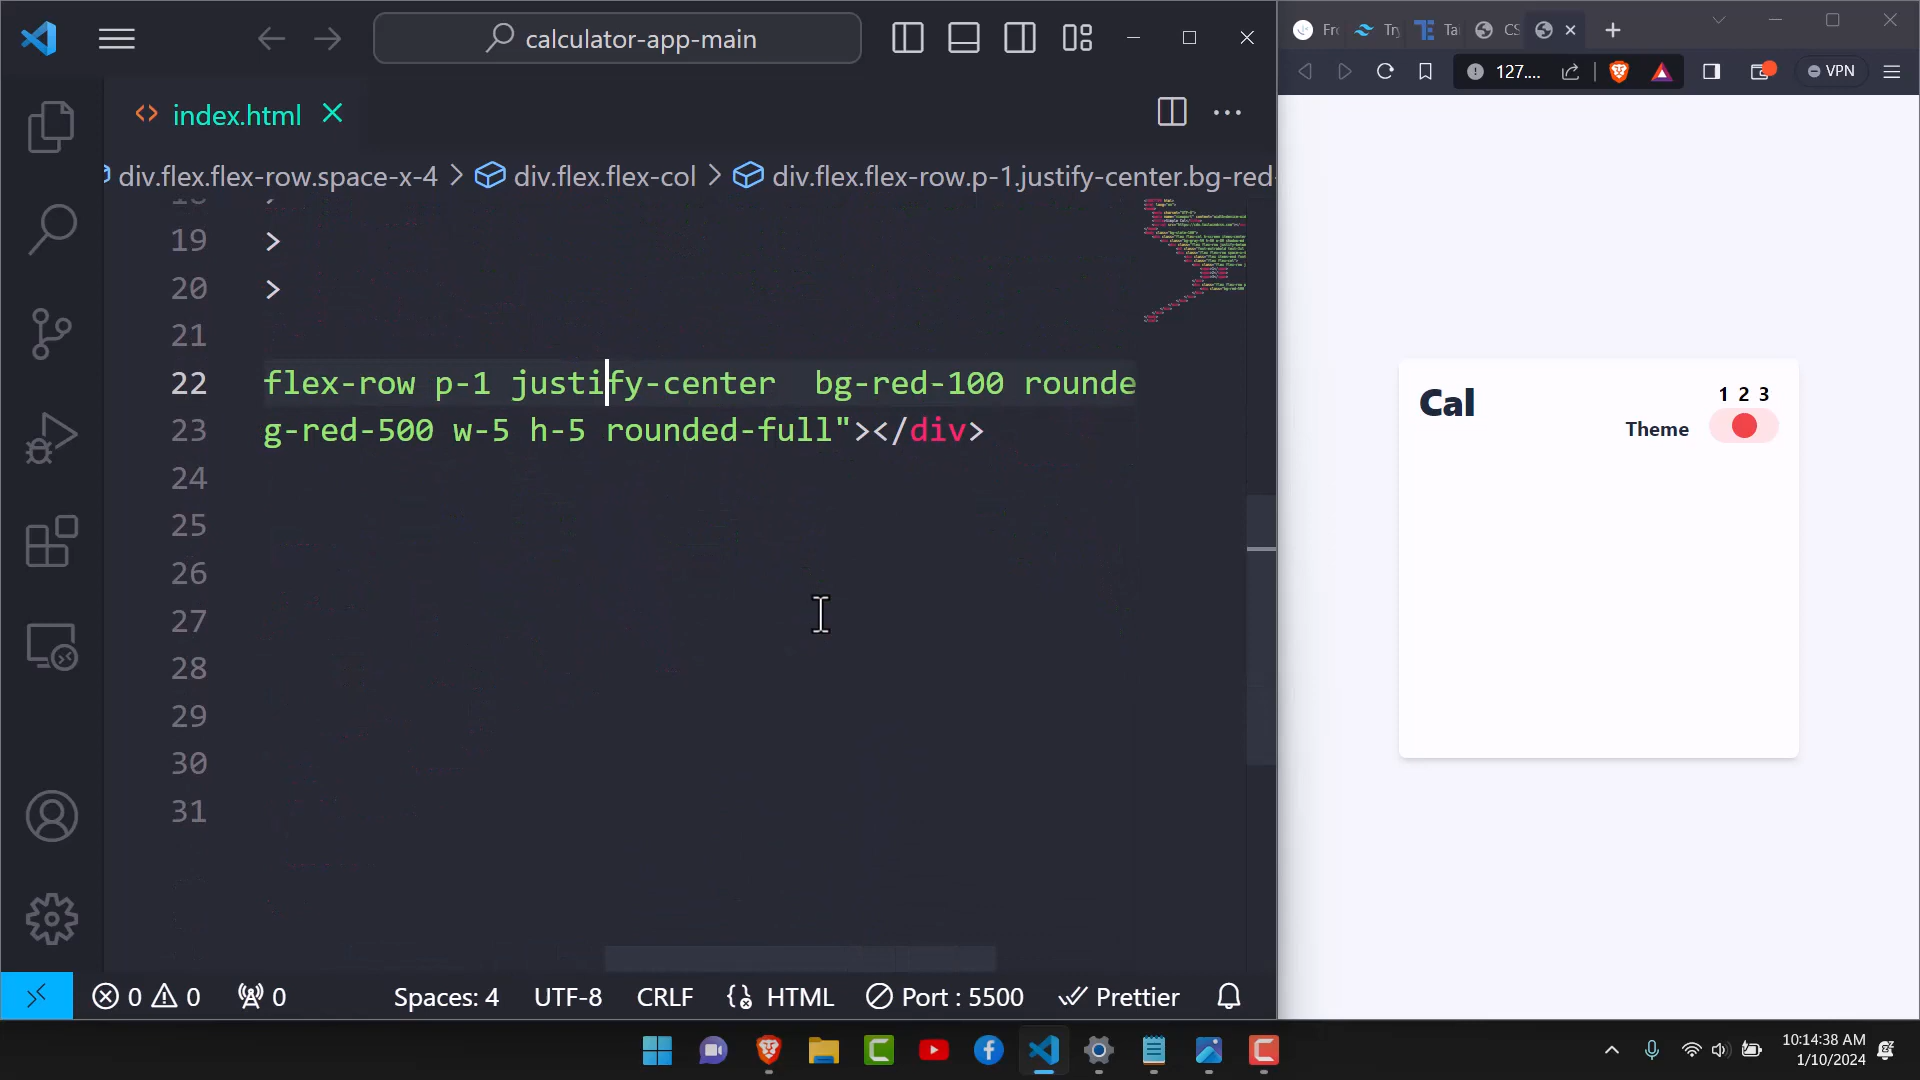 calculator-app-main
index.html
div.flex.flex-row.space-x-4 > div.flex.flex-col > div.flex.flex-row.p-1.justify-center.bg-red-
19 >
20 >
21
22 flex-row p-1 justify-center  bg-red-100 rounde
23 g-red-500 w-5 h-5 rounded-full"></div>
24
25
26
27
28
29
30
31
0 0 0 Spaces: 4 UTF-8 CRLF HTML Port : 5500 Prettier
Fr Try Tai CS
127.... VPN
Cal
1 2 3
Theme
10:14:38 AM
1/10/2024